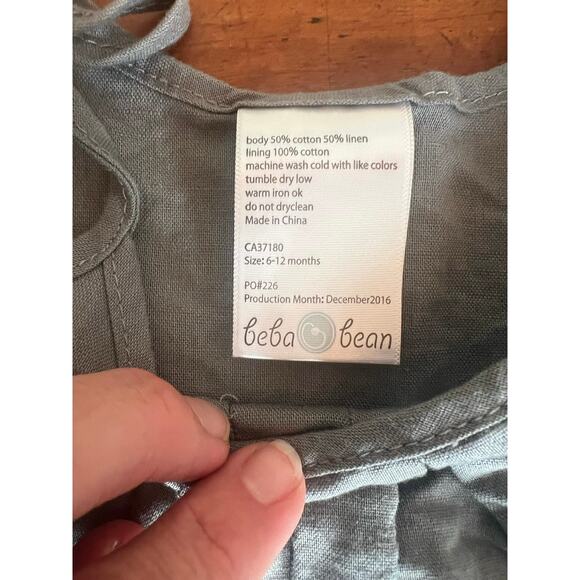 body 50% cotton 50% linen
lining 100% cotton
machine wash cold with like colors
tumble dry low
warm iron ok
do not dryclean
Made in China
CA37180
Size: 6-12 months
PO#226
Production Month: December2016
beba bean